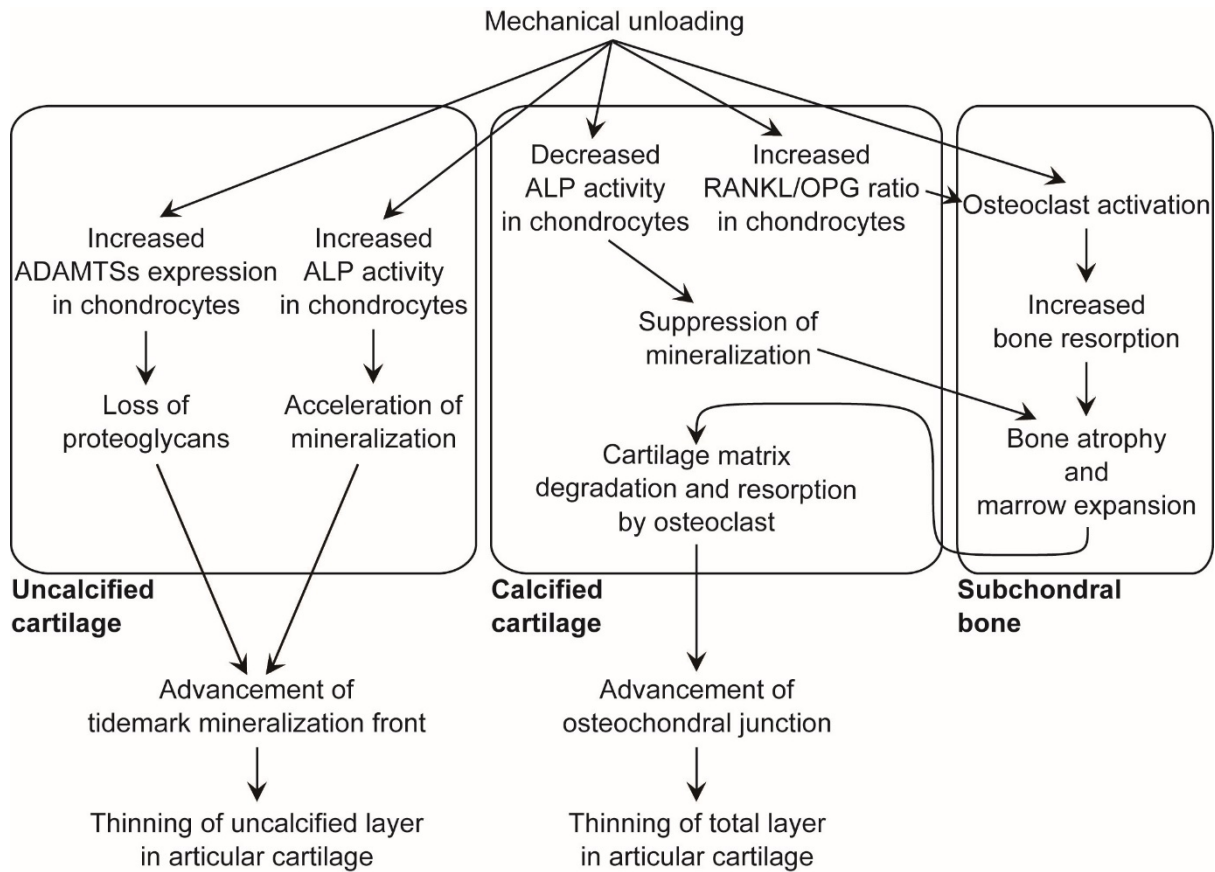 Mechanical unloading
Increased
ADAMTSs expression
in chondrocytes
Increased
ALP activity
in chondrocytes
Loss of
proteoglycans
Acceleration of
mineralization
Uncalcified
cartilage
Decreased
ALP activity
in chondrocytes
Increased
RANKL/OPG ratio
in chondrocytes
Suppression of
mineralization
Cartilage matrix
degradation and resorption
by osteoclast
Calcified
cartilage
Osteoclast activation
Increased
bone resorption
Bone atrophy
and
marrow expansion
Subchondral
bone
Advancement of
tidemark mineralization front
Thinning of uncalcified layer
in articular cartilage
Advancement of
osteochondral junction
Thinning of total layer
in articular cartilage